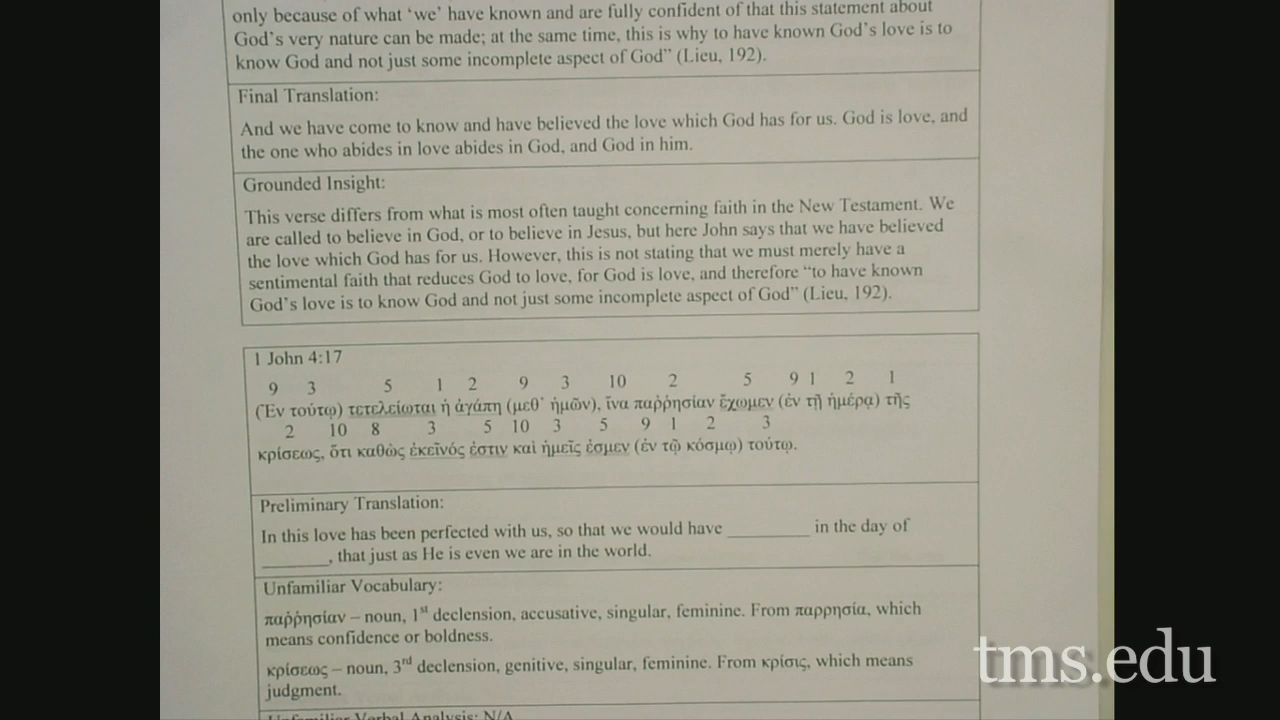 only because of what ‘we’ have known and are fully confident of that this statement about
God’s very nature can be made; at the same time, this is why to have known God’s love is to
know God and not just some incomplete aspect of God” (Lieu, 192).
Final Translation:
And we have come to know and have believed the love which God has for us. God is love, and
the one who abides in love abides in God, and God in him.
Grounded Insight:
This verse differs from what is most often taught concerning faith in the New Testament. We
are called to believe in God, or to believe in Jesus, but here John says that we have believed
the love which God has for us. However, this is not stating that we must merely have a
sentimental faith that reduces God to love, for God is love, and therefore “to have known
God’s love is to know God and not just some incomplete aspect of God” (Lieu, 192).
1 John 4:17
9 3 5 1 2 9 3 10 2 5 9 1 2 1
(Ἐν τούτῳ) τετελείωται ἡ ἀγάπη (μεθ᾽ ἡμῶν), ἵνα παῤῥησίαν ἔχωμεν (ἐν τῇ ἡμέρᾳ) τῆς
2 10 8 3 5 10 3 5 9 1 2 3
κρίσεως, ὅτι καθὼς ἐκεῖνός ἐστιν καὶ ἡμεῖς ἐσμεν (ἐν τῷ κόσμῳ) τούτῳ.
Preliminary Translation:
In this love has been perfected with us, so that we would have _________ in the day of
_______, that just as He is even we are in the world.
Unfamiliar Vocabulary:
παῤῥησίαν – noun, 1st declension, accusative, singular, feminine. From παρρησία, which
means confidence or boldness.
κρίσεως – noun, 3rd declension, genitive, singular, feminine. From κρίσις, which means
judgment.
Unfamiliar Verbal Analysis: N/A
tms.edu